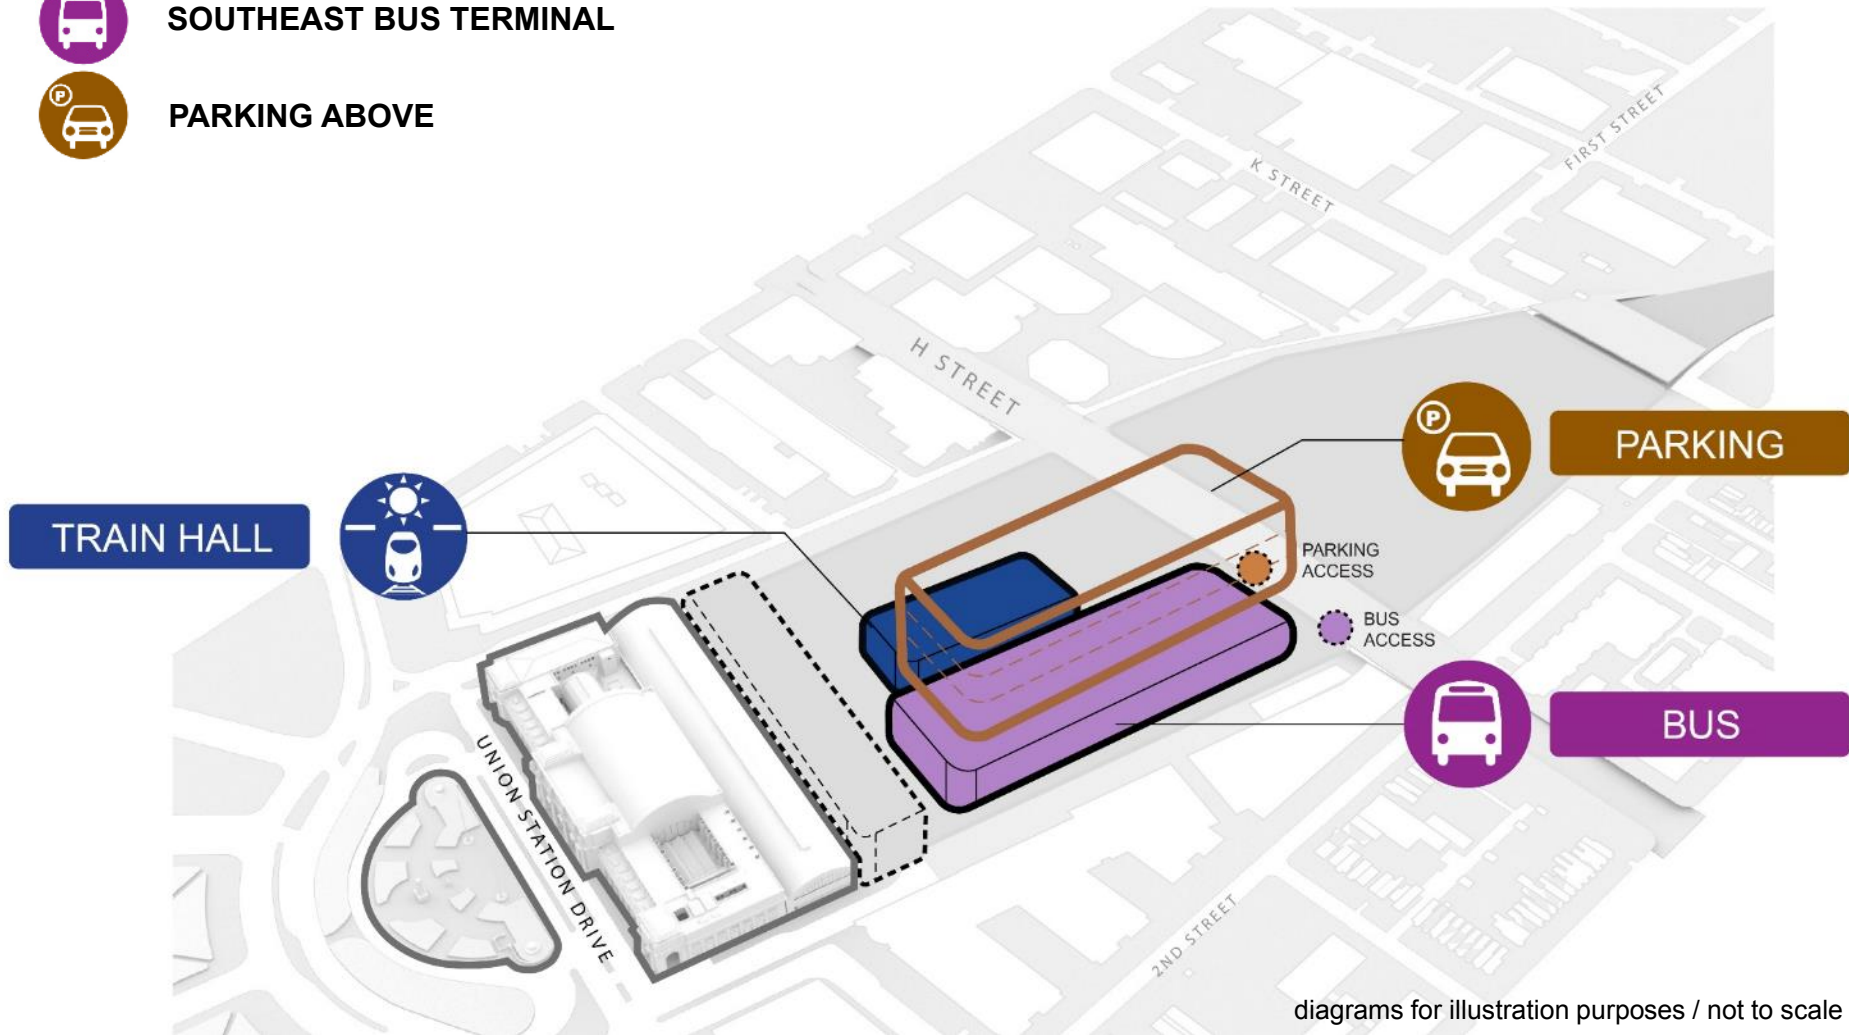 SOUTHEAST BUS TERMINAL
P
PARKING ABOVE
FIRST STREET
K STREET
H STREET
P
PARKING
TRAIN HALL
PARKING
ACCESS
BUS
ACCESS
BUS
UNION STATION DRIVE
2ND STREET
diagrams for illustration purposes / not to scale